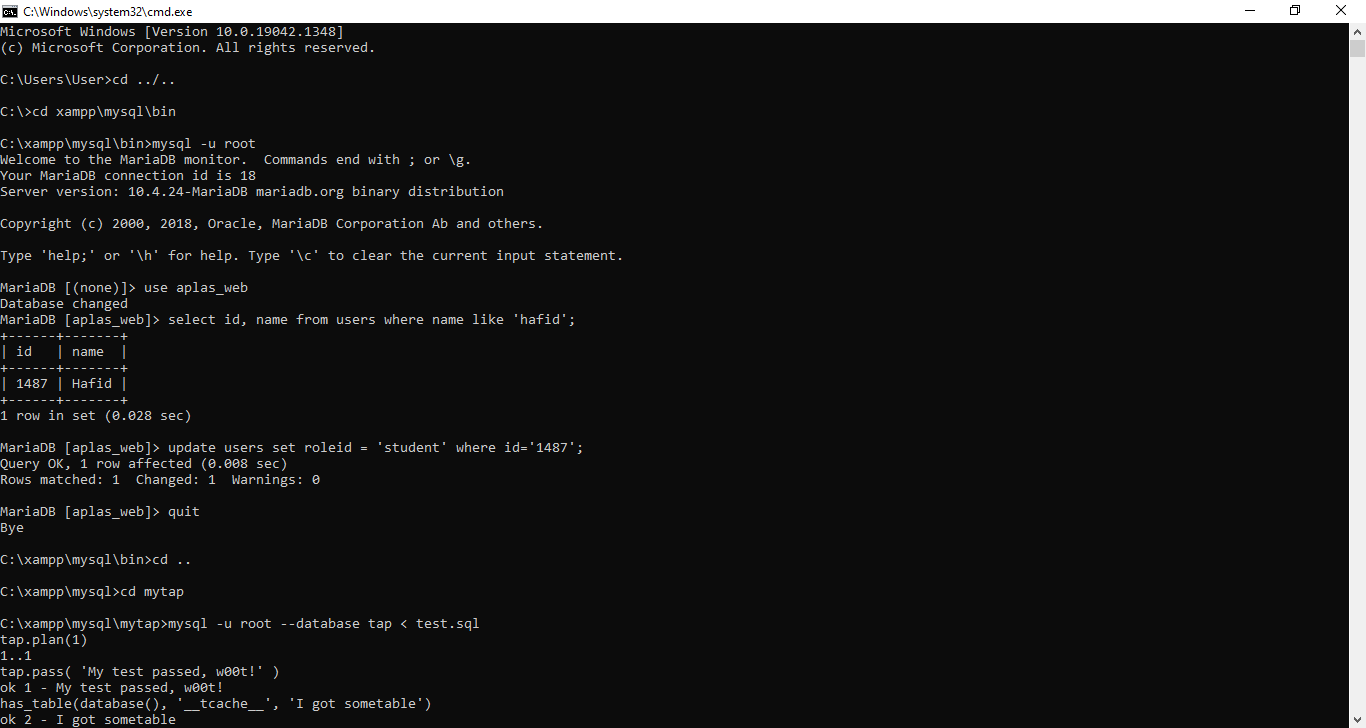 C:\Windows\system32\cmd.exe
Microsoft Windows [Version 10.0.19042.1348]
(c) Microsoft Corporation. All rights reserved.
C:\Users\User>cd ../..
C:\>cd xampp\mysql\bin
C:\xampp\mysql\bin>mysql -u root
Welcome to the MariaDB monitor.  Commands end with ; or \g.
Your MariaDB connection id is 18
Server version: 10.4.24-MariaDB mariadb.org binary distribution
Copyright (c) 2000, 2018, Oracle, MariaDB Corporation Ab and others.
Type 'help;' or '\h' for help. Type '\c' to clear the current input statement.
MariaDB [(none)]> use aplas_web
Database changed
MariaDB [aplas_web]> select id, name from users where name like 'hafid';
+------+-------+
| id   | name  |
+------+-------+
| 1487 | Hafid |
+------+-------+
1 row in set (0.028 sec)
MariaDB [aplas_web]> update users set roleid = 'student' where id='1487';
Query OK, 1 row affected (0.008 sec)
Rows matched: 1  Changed: 1  Warnings: 0
MariaDB [aplas_web]> quit
Bye
C:\xampp\mysql\bin>cd ..
C:\xampp\mysql>cd mytap
C:\xampp\mysql\mytap>mysql -u root --database tap < test.sql
tap.plan(1)
1..1
tap.pass( 'My test passed, w00t!' )
ok 1 - My test passed, w00t!
has_table(database(), '__tcache__', 'I got sometable')
ok 2 - I got sometable